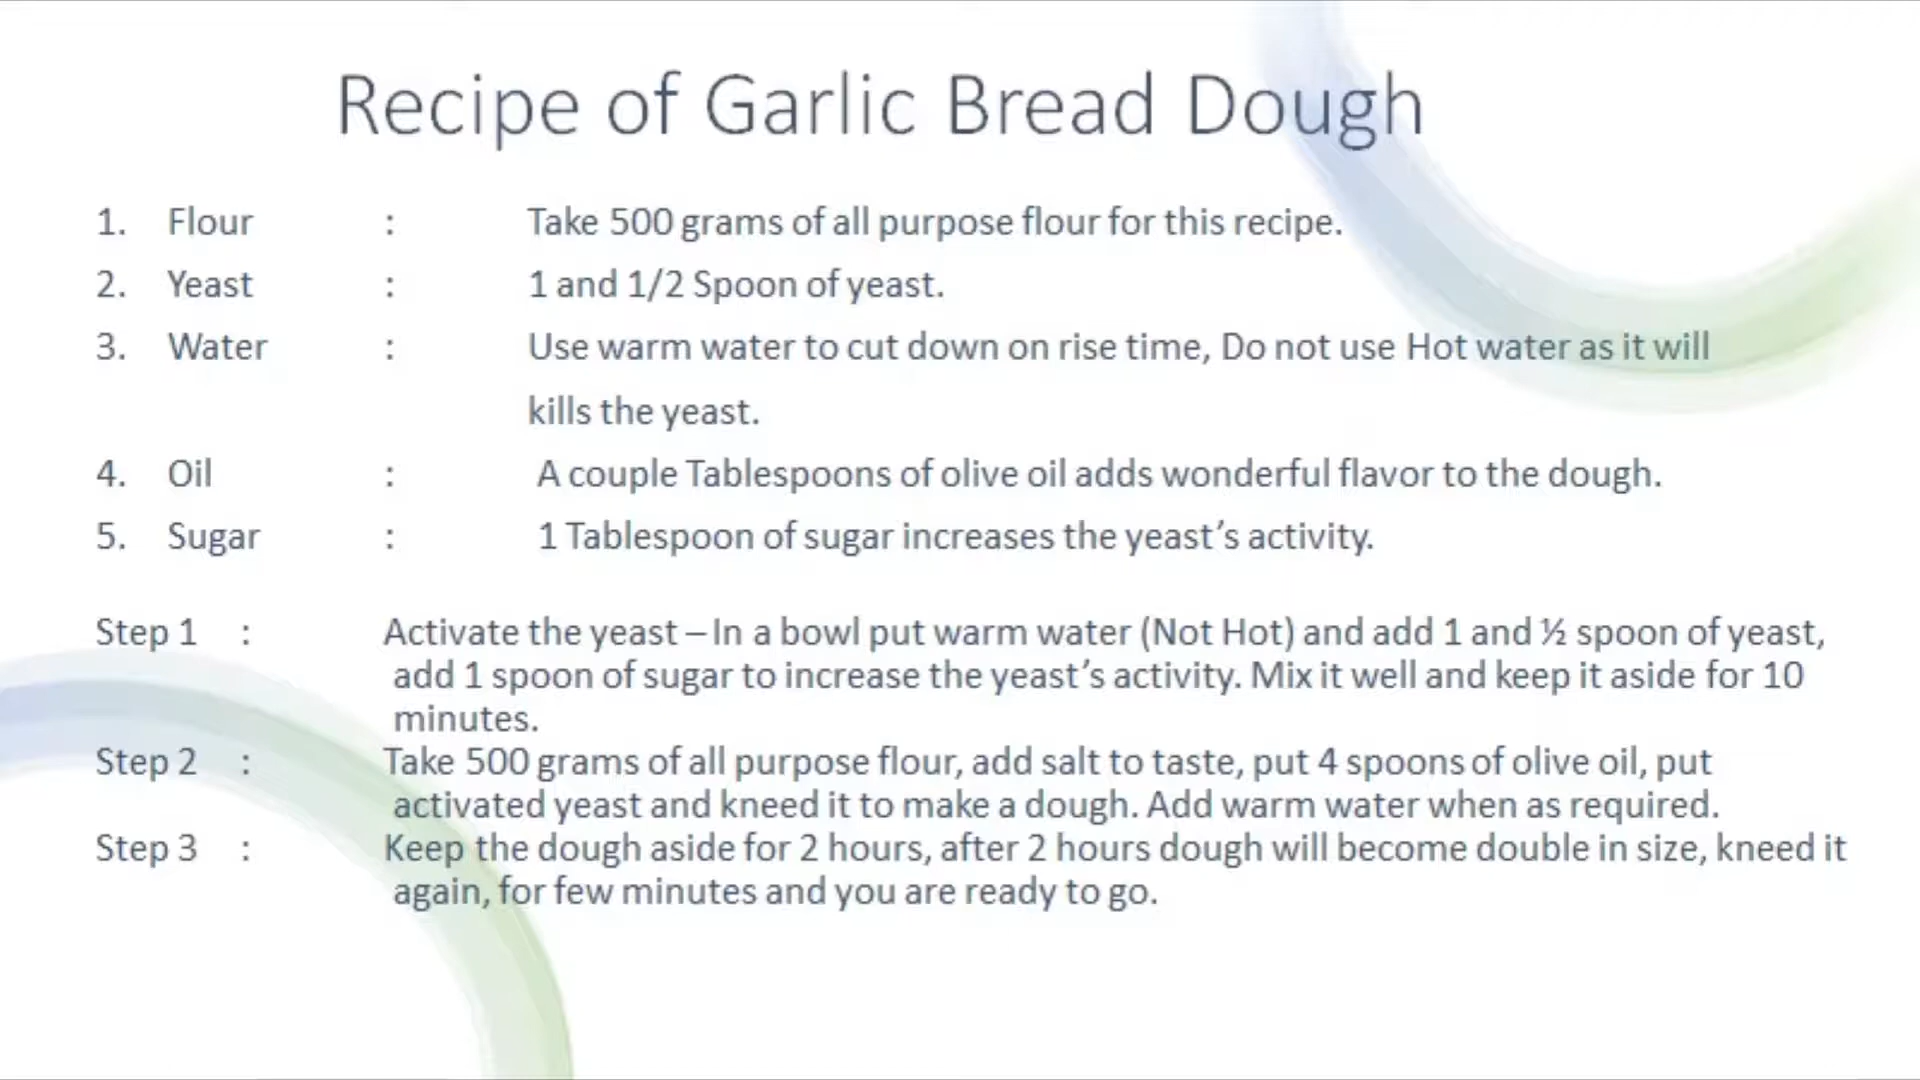 Recipe of Garlic Bread Dough
1. Flour : Take 500 grams of all purpose flour for this recipe.
2. Yeast : 1 and 1/2 Spoon of yeast.
3. Water : Use warm water to cut down on rise time, Do not use Hot water as it will
kills the yeast.
4. Oil : A couple Tablespoons of olive oil adds wonderful flavor to the dough.
5. Sugar : 1 Tablespoon of sugar increases the yeast’s activity.
Step 1 : Activate the yeast – In a bowl put warm water (Not Hot) and add 1 and ½ spoon of yeast,
add 1 spoon of sugar to increase the yeast’s activity. Mix it well and keep it aside for 10
minutes.
Step 2 : Take 500 grams of all purpose flour, add salt to taste, put 4 spoons of olive oil, put
activated yeast and kneed it to make a dough. Add warm water when as required.
Step 3 : Keep the dough aside for 2 hours, after 2 hours dough will become double in size, kneed it
again, for few minutes and you are ready to go.